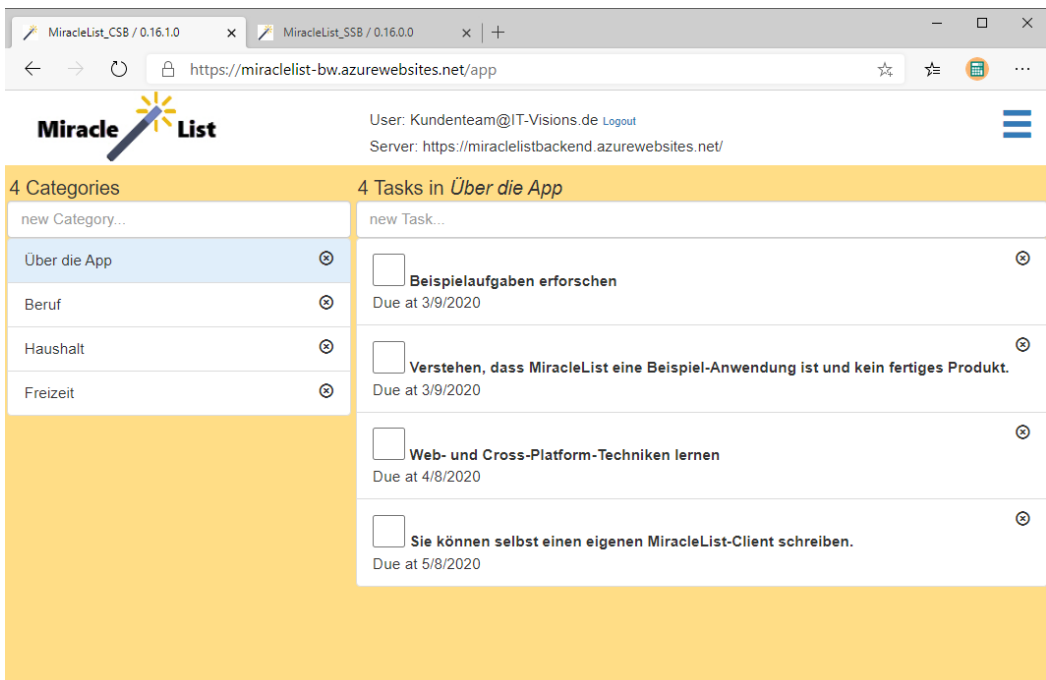 MiracleList_CSB / 0.16.1.0
MiracleList_SSB / 0.16.0.0
https://miraclelist-bw.azurewebsites.net/app
Miracle List
User: Kundenteam@IT-Visions.de Logout
Server: https://miraclelistbackend.azurewebsites.net/
4 Categories
new Category...
Über die App
Beruf
Haushalt
Freizeit
4 Tasks in Über die App
new Task...
Beispielaufgaben erforschen
Due at 3/9/2020
Verstehen, dass MiracleList eine Beispiel-Anwendung ist und kein fertiges Produkt.
Due at 3/9/2020
Web- und Cross-Platform-Techniken lernen
Due at 4/8/2020
Sie können selbst einen eigenen MiracleList-Client schreiben.
Due at 5/8/2020